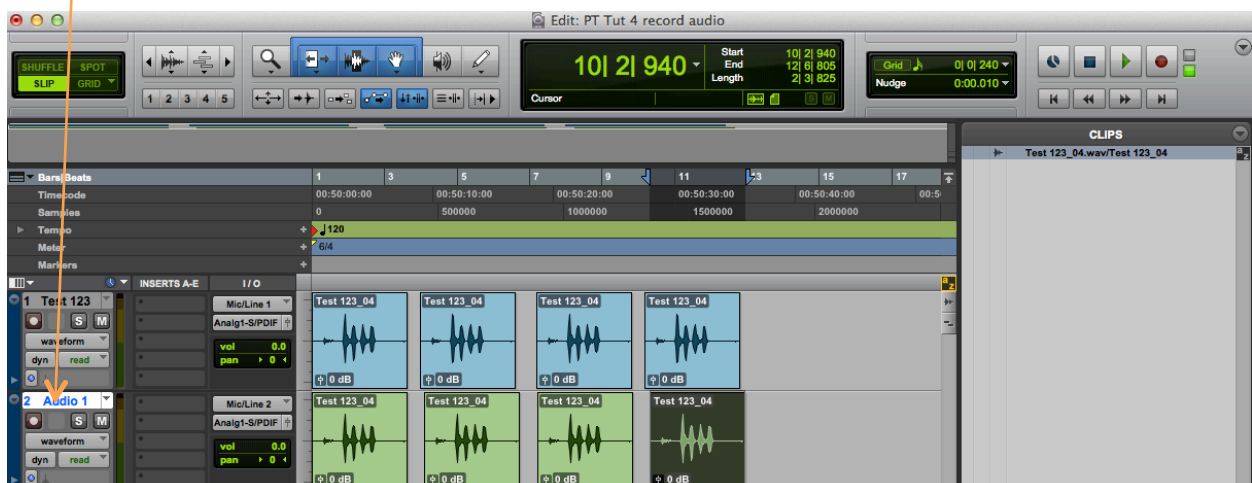 Edit: PT Tut 4 record audio
SHUFFLE SPOT
SLIP GRID
1 2 3 4 5
10| 2| 940
Start 10| 2| 940
End 12| 6| 805
Length 2| 3| 825
Cursor
S M
Grid 0| 0| 240
Nudge 0:00.010
CLIPS
Test 123_04.wav/Test 123_04
a z
Bars|Beats 1 3 5 7 9 11 13 15 17
Timecode 00:50:00:00 00:50:10:00 00:50:20:00 00:50:30:00 00:50:40:00 00:5
Samples 0 500000 1000000 1500000 2000000
Tempo + 120
Meter + 6/4
Markers +
INSERTS A-E I / O
a z
1 Test 123
S M
waveform
dyn read
Mic/Line 1
Analg1-S/PDIF
vol 0.0
pan 0
Test 123_04 Test 123_04 Test 123_04 Test 123_04
0 dB 0 dB 0 dB 0 dB
2 Audio 1
S M
waveform
dyn read
Mic/Line 2
Analg1-S/PDIF
vol 0.0
pan 0
Test 123_04 Test 123_04 Test 123_04 Test 123_04
0 dB 0 dB 0 dB 0 dB